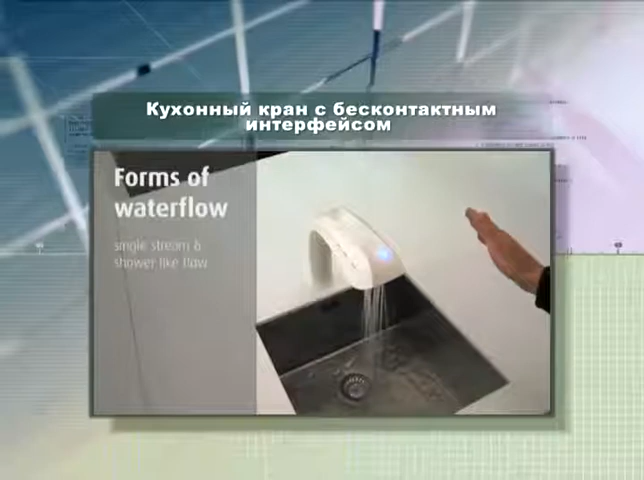 Кухонный кран с бесконтактным
интерфейсом
Forms of
waterflow
single stream &
shower like flow